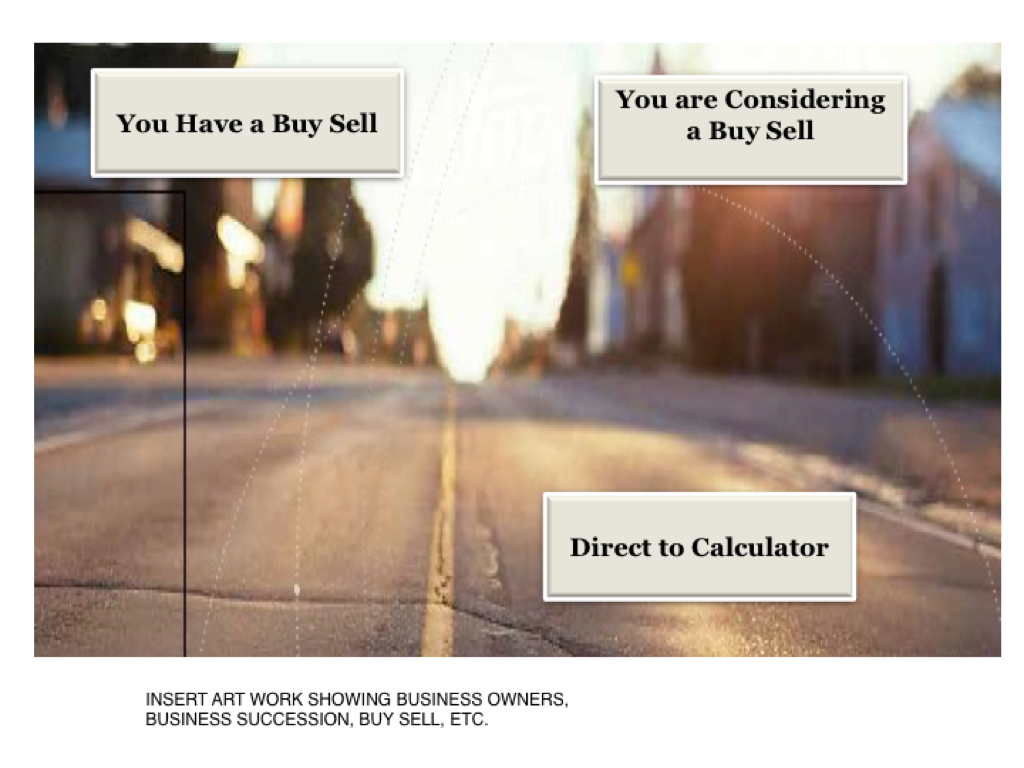 You Have a Buy Sell
You are Considering
a Buy Sell
Direct to Calculator
INSERT ART WORK SHOWING BUSINESS OWNERS,
BUSINESS SUCCESSION, BUY SELL, ETC.